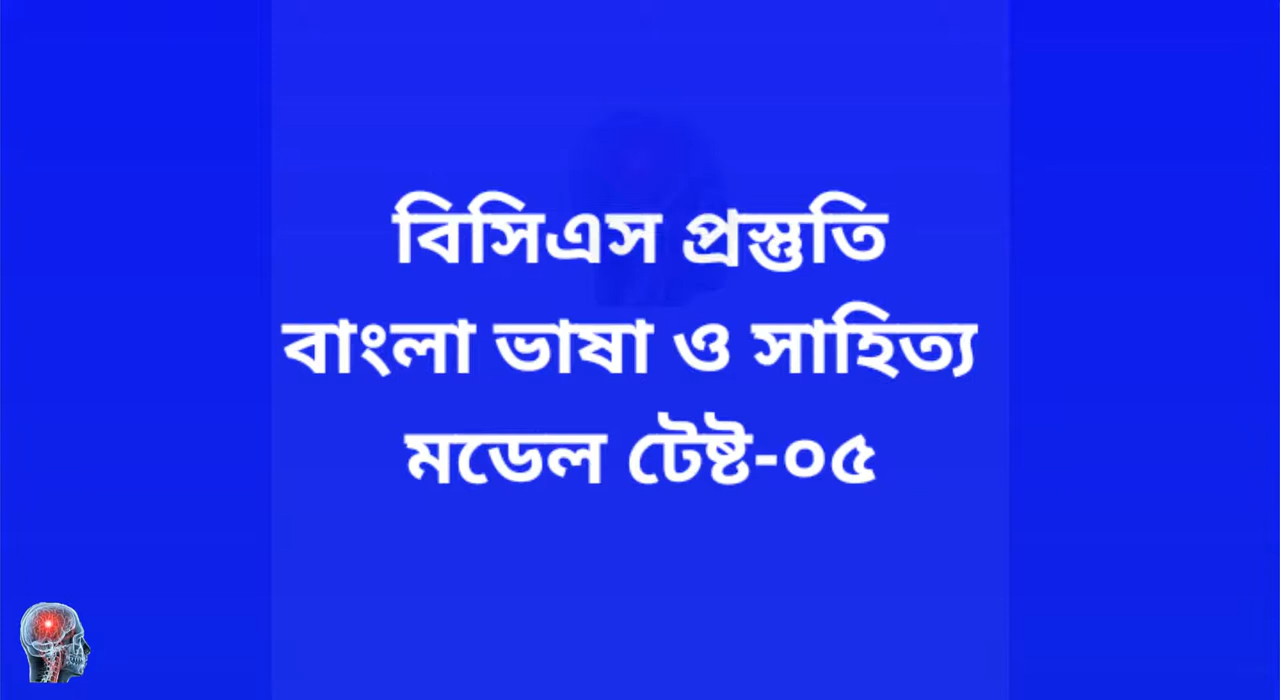 বিসিএস প্রস্তুতি
বাংলা ভাষা ও সাহিত্য
মডেল টেষ্ট-০৫